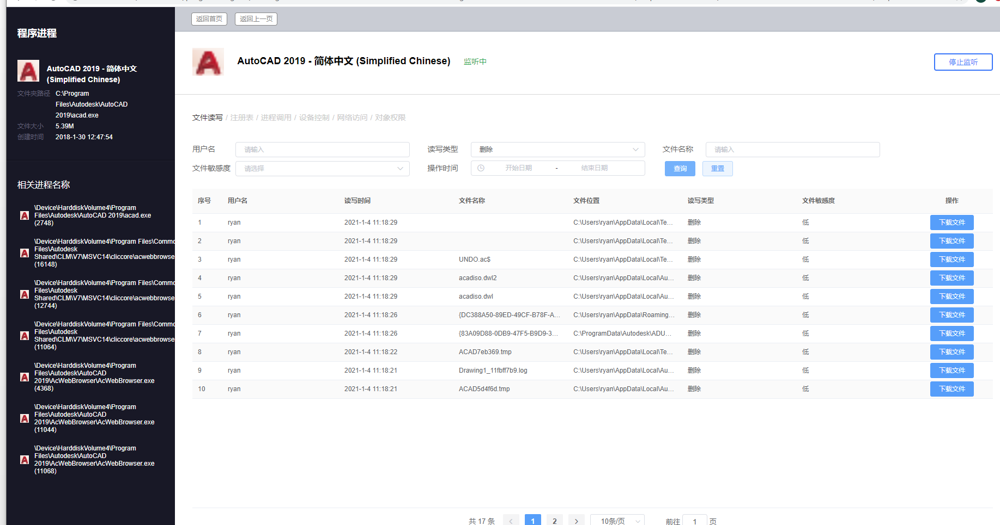 返回首页
返回上一页
程序进程
AutoCAD 2019 - 简体中文
(Simplified Chinese)
文件夹路径 C:\Program
Files\Autodesk\AutoCAD
2019\acad.exe
文件大小 5.39M
创建时间 2018-1-30 12:47:54
相关进程名称
\Device\HarddiskVolume4\Program
Files\Autodesk\AutoCAD 2019\acad.exe
(2748)
\Device\HarddiskVolume4\Program Files\Commo
Files\Autodesk
Shared\CLM\V7\MSVC14\cliccore\acwebbrowse
(16148)
\Device\HarddiskVolume4\Program Files\Commo
Files\Autodesk
Shared\CLM\V7\MSVC14\cliccore\acwebbrowse
(12744)
\Device\HarddiskVolume4\Program Files\Commo
Files\Autodesk
Shared\CLM\V7\MSVC14\cliccore\acwebbrowse
(11064)
\Device\HarddiskVolume4\Program
Files\Autodesk\AutoCAD
2019\AcWebBrowser\AcWebBrowser.exe
(4368)
\Device\HarddiskVolume4\Program
Files\Autodesk\AutoCAD
2019\AcWebBrowser\AcWebBrowser.exe
(11044)
\Device\HarddiskVolume4\Program
Files\Autodesk\AutoCAD
2019\AcWebBrowser\AcWebBrowser.exe
(11068)
AutoCAD 2019 - 简体中文 (Simplified Chinese) 监听中
停止监听
文件读写 / 注册表 / 进程调用 / 设备控制 / 网络访问 / 对象权限
用户名 请输入 读写类型 删除 文件名称 请输入
文件敏感度 请选择 操作时间 开始日期 - 结束日期 查询 重置
序号 用户名 读写时间 文件名称 文件位置 读写类型 文件敏感度 操作
1 ryan 2021-1-4 11:18:29 C:\Users\ryan\AppData\Local\Te... 删除 低 下载文件
2 ryan 2021-1-4 11:18:29 C:\Users\ryan\AppData\Local\Te... 删除 低 下载文件
3 ryan 2021-1-4 11:18:29 UNDO.ac$ C:\Users\ryan\AppData\Local\Te... 删除 低 下载文件
4 ryan 2021-1-4 11:18:29 acadiso.dwl2 C:\Users\ryan\AppData\Local\Au... 删除 低 下载文件
5 ryan 2021-1-4 11:18:29 acadiso.dwl C:\Users\ryan\AppData\Local\Au... 删除 低 下载文件
6 ryan 2021-1-4 11:18:26 {DC388A50-89ED-49CF-B78F-A... C:\Users\ryan\AppData\Roaming... 删除 低 下载文件
7 ryan 2021-1-4 11:18:26 {83A09D88-0DB9-47F5-B9D9-3... C:\ProgramData\Autodesk\ADU... 删除 低 下载文件
8 ryan 2021-1-4 11:18:22 ACAD7eb369.tmp C:\Users\ryan\AppData\Local\Te... 删除 低 下载文件
9 ryan 2021-1-4 11:18:21 Drawing1_11fbff7b9.log C:\Users\ryan\AppData\Local\Au... 删除 低 下载文件
10 ryan 2021-1-4 11:18:21 ACAD5d4f6d.tmp C:\Users\ryan\AppData\Local\Au... 删除 低 下载文件
共 17 条 < 1 2 > 10条/页 前往 1 页